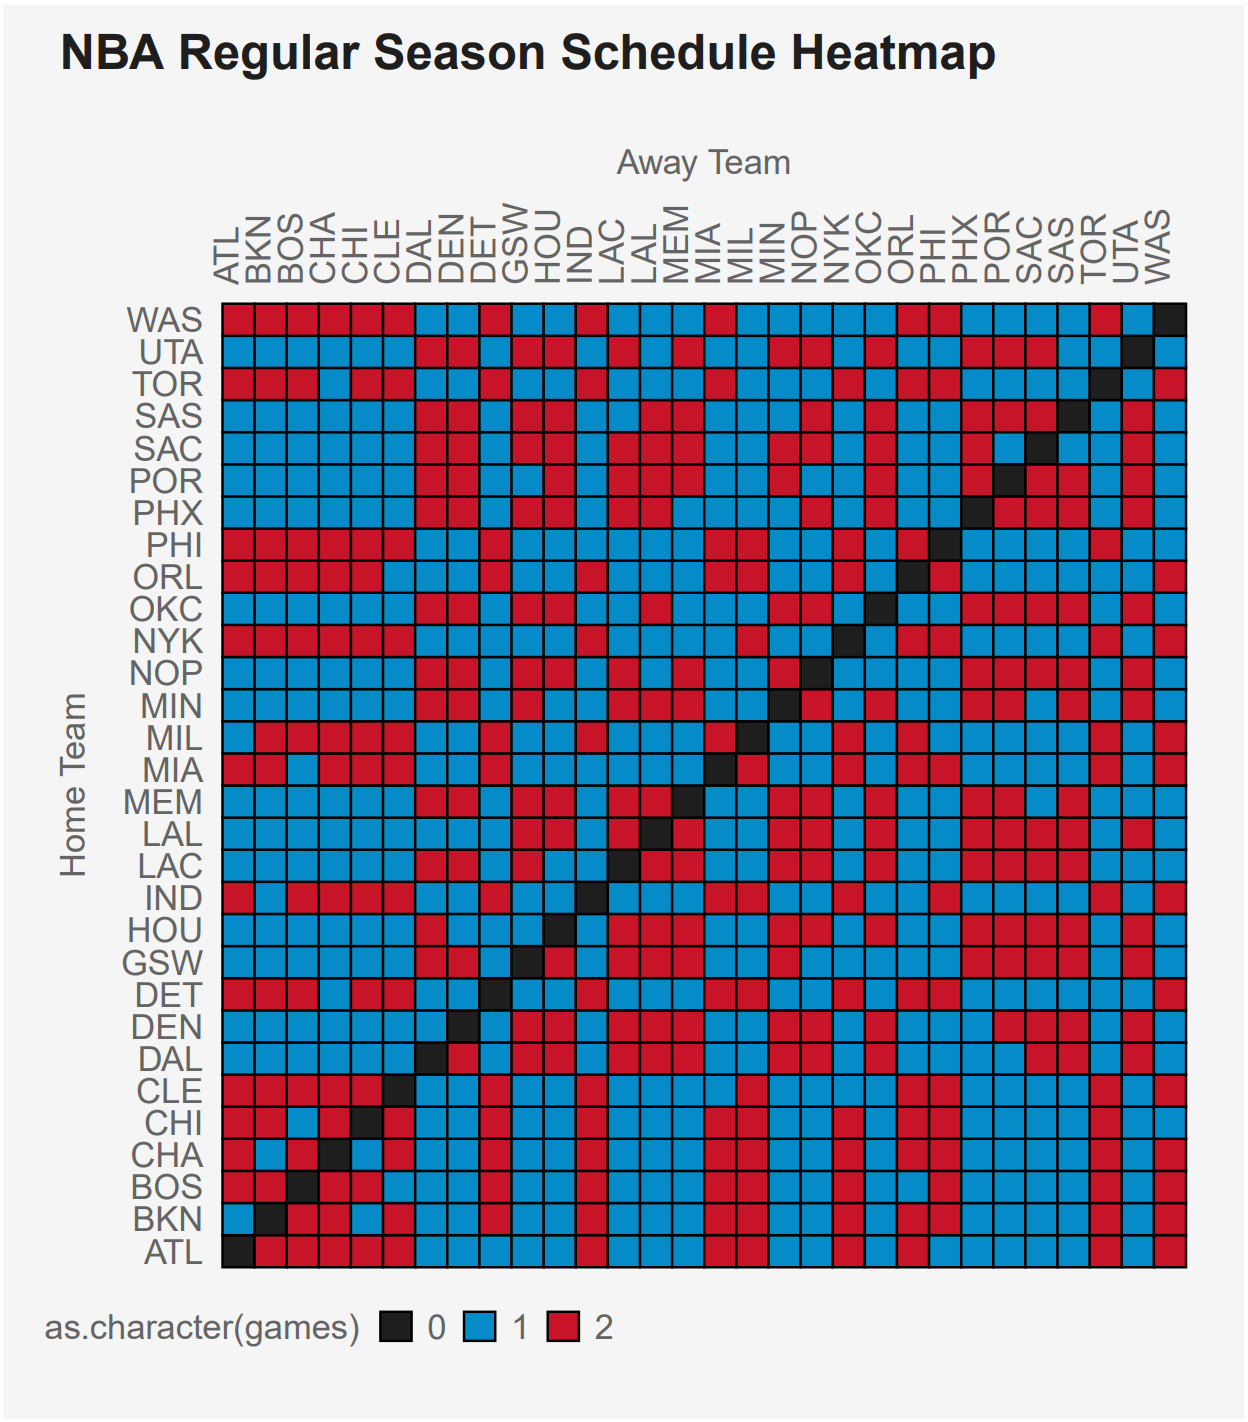 NBA Regular Season Schedule Heatmap
Away Team
ATL BKN BOS CHA CHI CLE DAL DEN DET GSW HOU IND LAC LAL MEM MIA MIL MIN NOP NYK OKC ORL PHI PHX POR SAC SAS TOR UTA WAS
Home Team
WAS
UTA
TOR
SAS
SAC
POR
PHX
PHI
ORL
OKC
NYK
NOP
MIN
MIL
MIA
MEM
LAL
LAC
IND
HOU
GSW
DET
DEN
DAL
CLE
CHI
CHA
BOS
BKN
ATL
as.character(games) 0 1 2